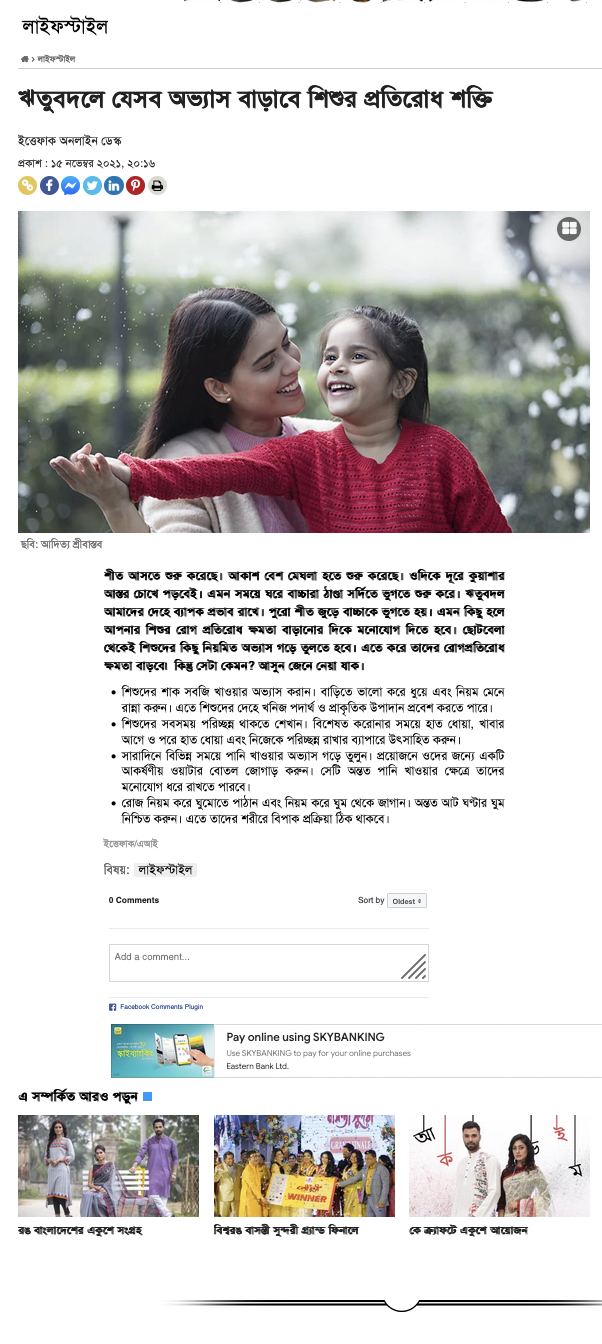 লাইফস্টাইল
› লাইফস্টাইল
ঋতুবদলে যেসব অভ্যাস বাড়াবে শিশুর প্রতিরোধ শক্তি
ইত্তেফাক অনলাইন ডেস্ক
প্রকাশ : ১৫ নভেম্বর ২০২১, ২০:১৬
ছবি: আদিত্য শ্রীবাস্তব
শীত আসতে শুরু করেছে। আকাশ বেশ মেঘলা হতে শুরু করেছে। ওদিকে দূরে কুয়াশার
আস্তর চোখে পড়বেই। এমন সময়ে ঘরে বাচ্চারা ঠাণ্ডা সর্দিতে ভুগতে শুরু করে। ঋতুবদল
আমাদের দেহে ব্যাপক প্রভাব রাখে। পুরো শীত জুড়ে বাচ্চাকে ভুগতে হয়। এমন কিছু হলে
আপনার শিশুর রোগ প্রতিরোধ ক্ষমতা বাড়ানোর দিকে মনোযোগ দিতে হবে। ছোটবেলা
থেকেই শিশুদের কিছু নিয়মিত অভ্যাস গড়ে তুলতে হবে। এতে করে তাদের রোগপ্রতিরোধ
ক্ষমতা বাড়বে। কিন্তু সেটা কেমন? আসুন জেনে নেয়া যাক।
• শিশুদের শাক সবজি খাওয়ার অভ্যাস করান। বাড়িতে ভালো করে ধুয়ে এবং নিয়ম মেনে
রান্না করুন। এতে শিশুদের দেহে খনিজ পদার্থ ও প্রাকৃতিক উপাদান প্রবেশ করতে পারে।
• শিশুদের সবসময় পরিচ্ছন্ন থাকতে শেখান। বিশেষত করোনার সময়ে হাত ধোয়া, খাবার
আগে ও পরে হাত ধোয়া এবং নিজেকে পরিচ্ছন্ন রাখার ব্যাপারে উৎসাহিত করুন।
• সারাদিনে বিভিন্ন সময়ে পানি খাওয়ার অভ্যাস গড়ে তুলুন। প্রয়োজনে ওদের জন্যে একটি
আকর্ষণীয় ওয়াটার বোতল জোগাড় করুন। সেটি অন্তত পানি খাওয়ার ক্ষেত্রে তাদের
মনোযোগ ধরে রাখতে পারবে।
• রোজ নিয়ম করে ঘুমোতে পাঠান এবং নিয়ম করে ঘুম থেকে জাগান। অন্তত আট ঘণ্টার ঘুম
নিশ্চিত করুন। এতে তাদের শরীরে বিপাক প্রক্রিয়া ঠিক থাকবে।
ইত্তেফাক/এআই
বিষয়: লাইফস্টাইল
0 Comments Sort by Oldest
Add a comment...
Facebook Comments Plugin
Pay online using SKYBANKING
Use SKYBANKING to pay for your online purchases
Eastern Bank Ltd.
এ সম্পর্কিত আরও পড়ুন
GRAND FINALE
WINNER
আ
ক
ই
ম
রঙ বাংলাদেশের একুশে সংগ্রহ
বিশ্বরঙ বাসন্তী সুন্দরী গ্র্যান্ড ফিনালে
কে ক্র্যাফটে একুশে আয়োজন